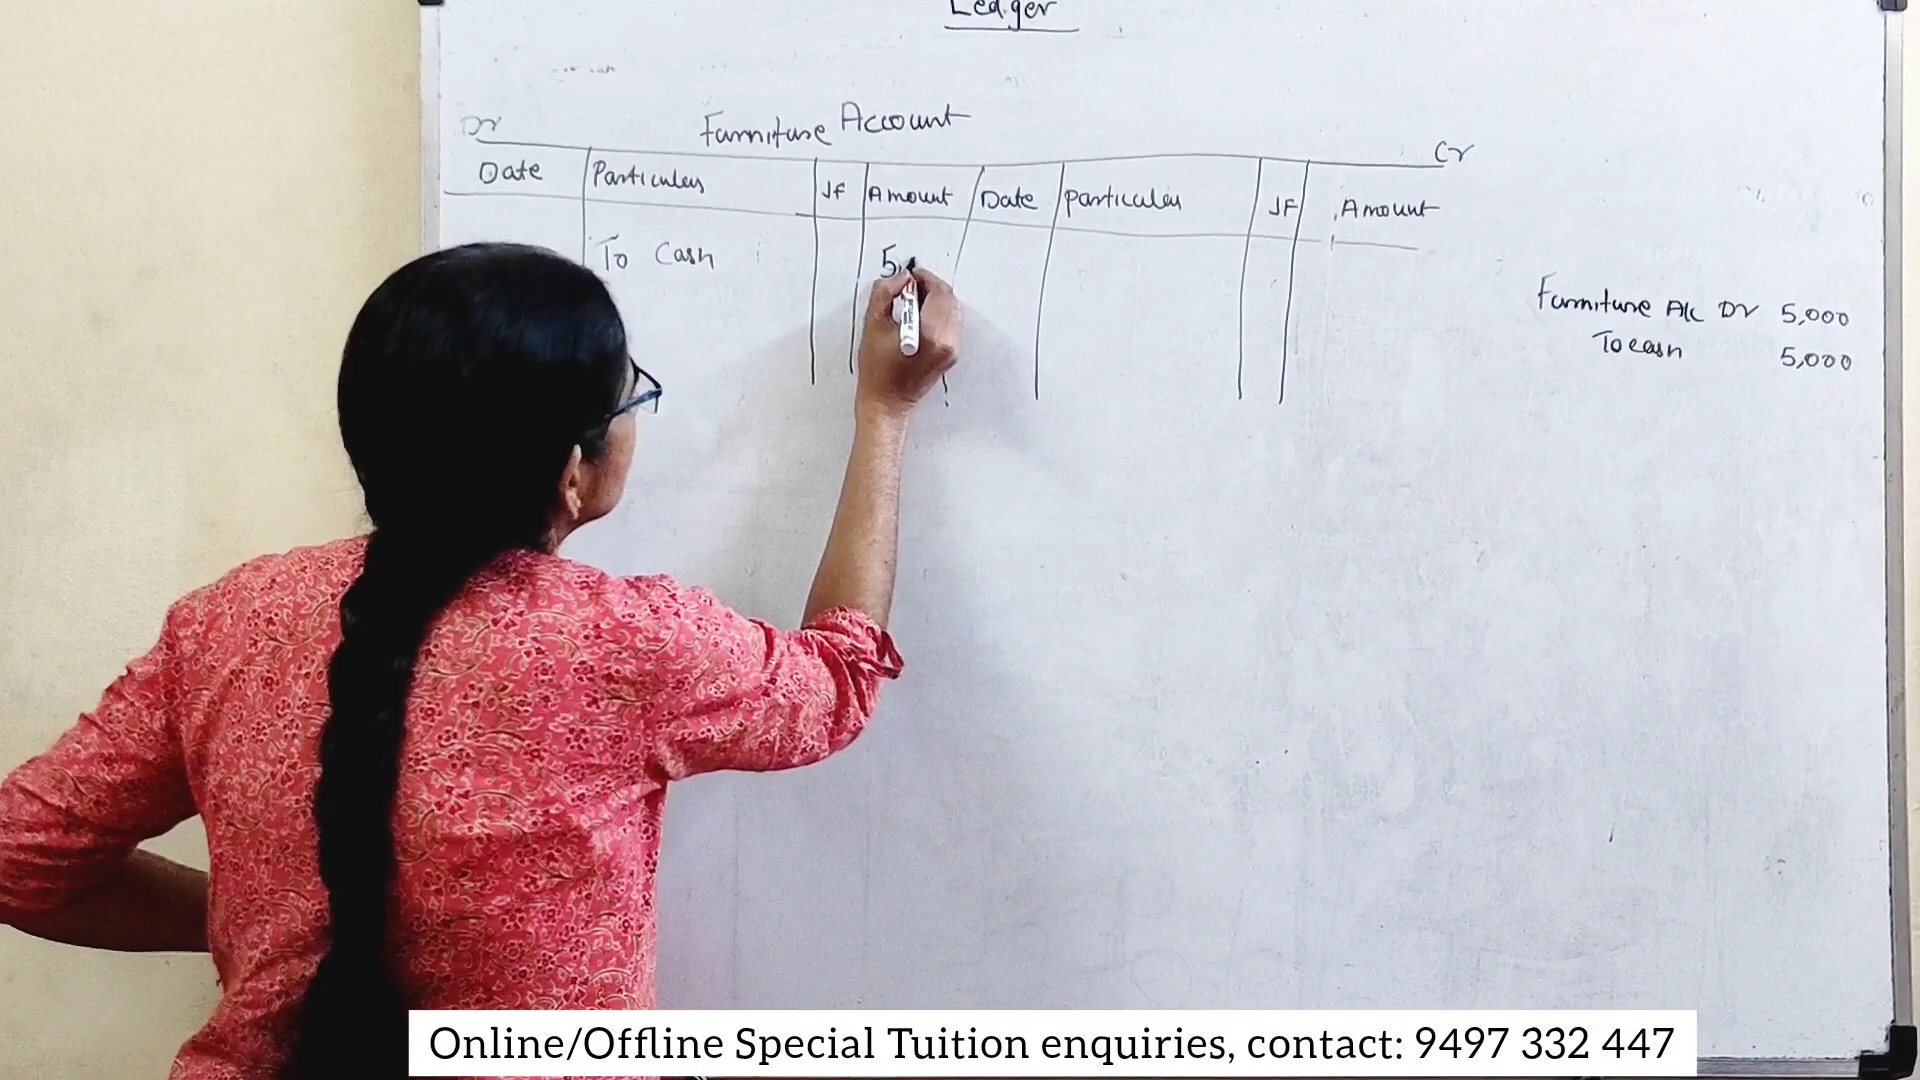 Ledger
Dr Furniture Account Cr
Date Particulars JF Amount Date Particulars JF Amount
To Cash 5,
Furniture A/c Dr 5,000
To cash 5,000
Online/Offline Special Tuition enquiries, contact: 9497 332 447